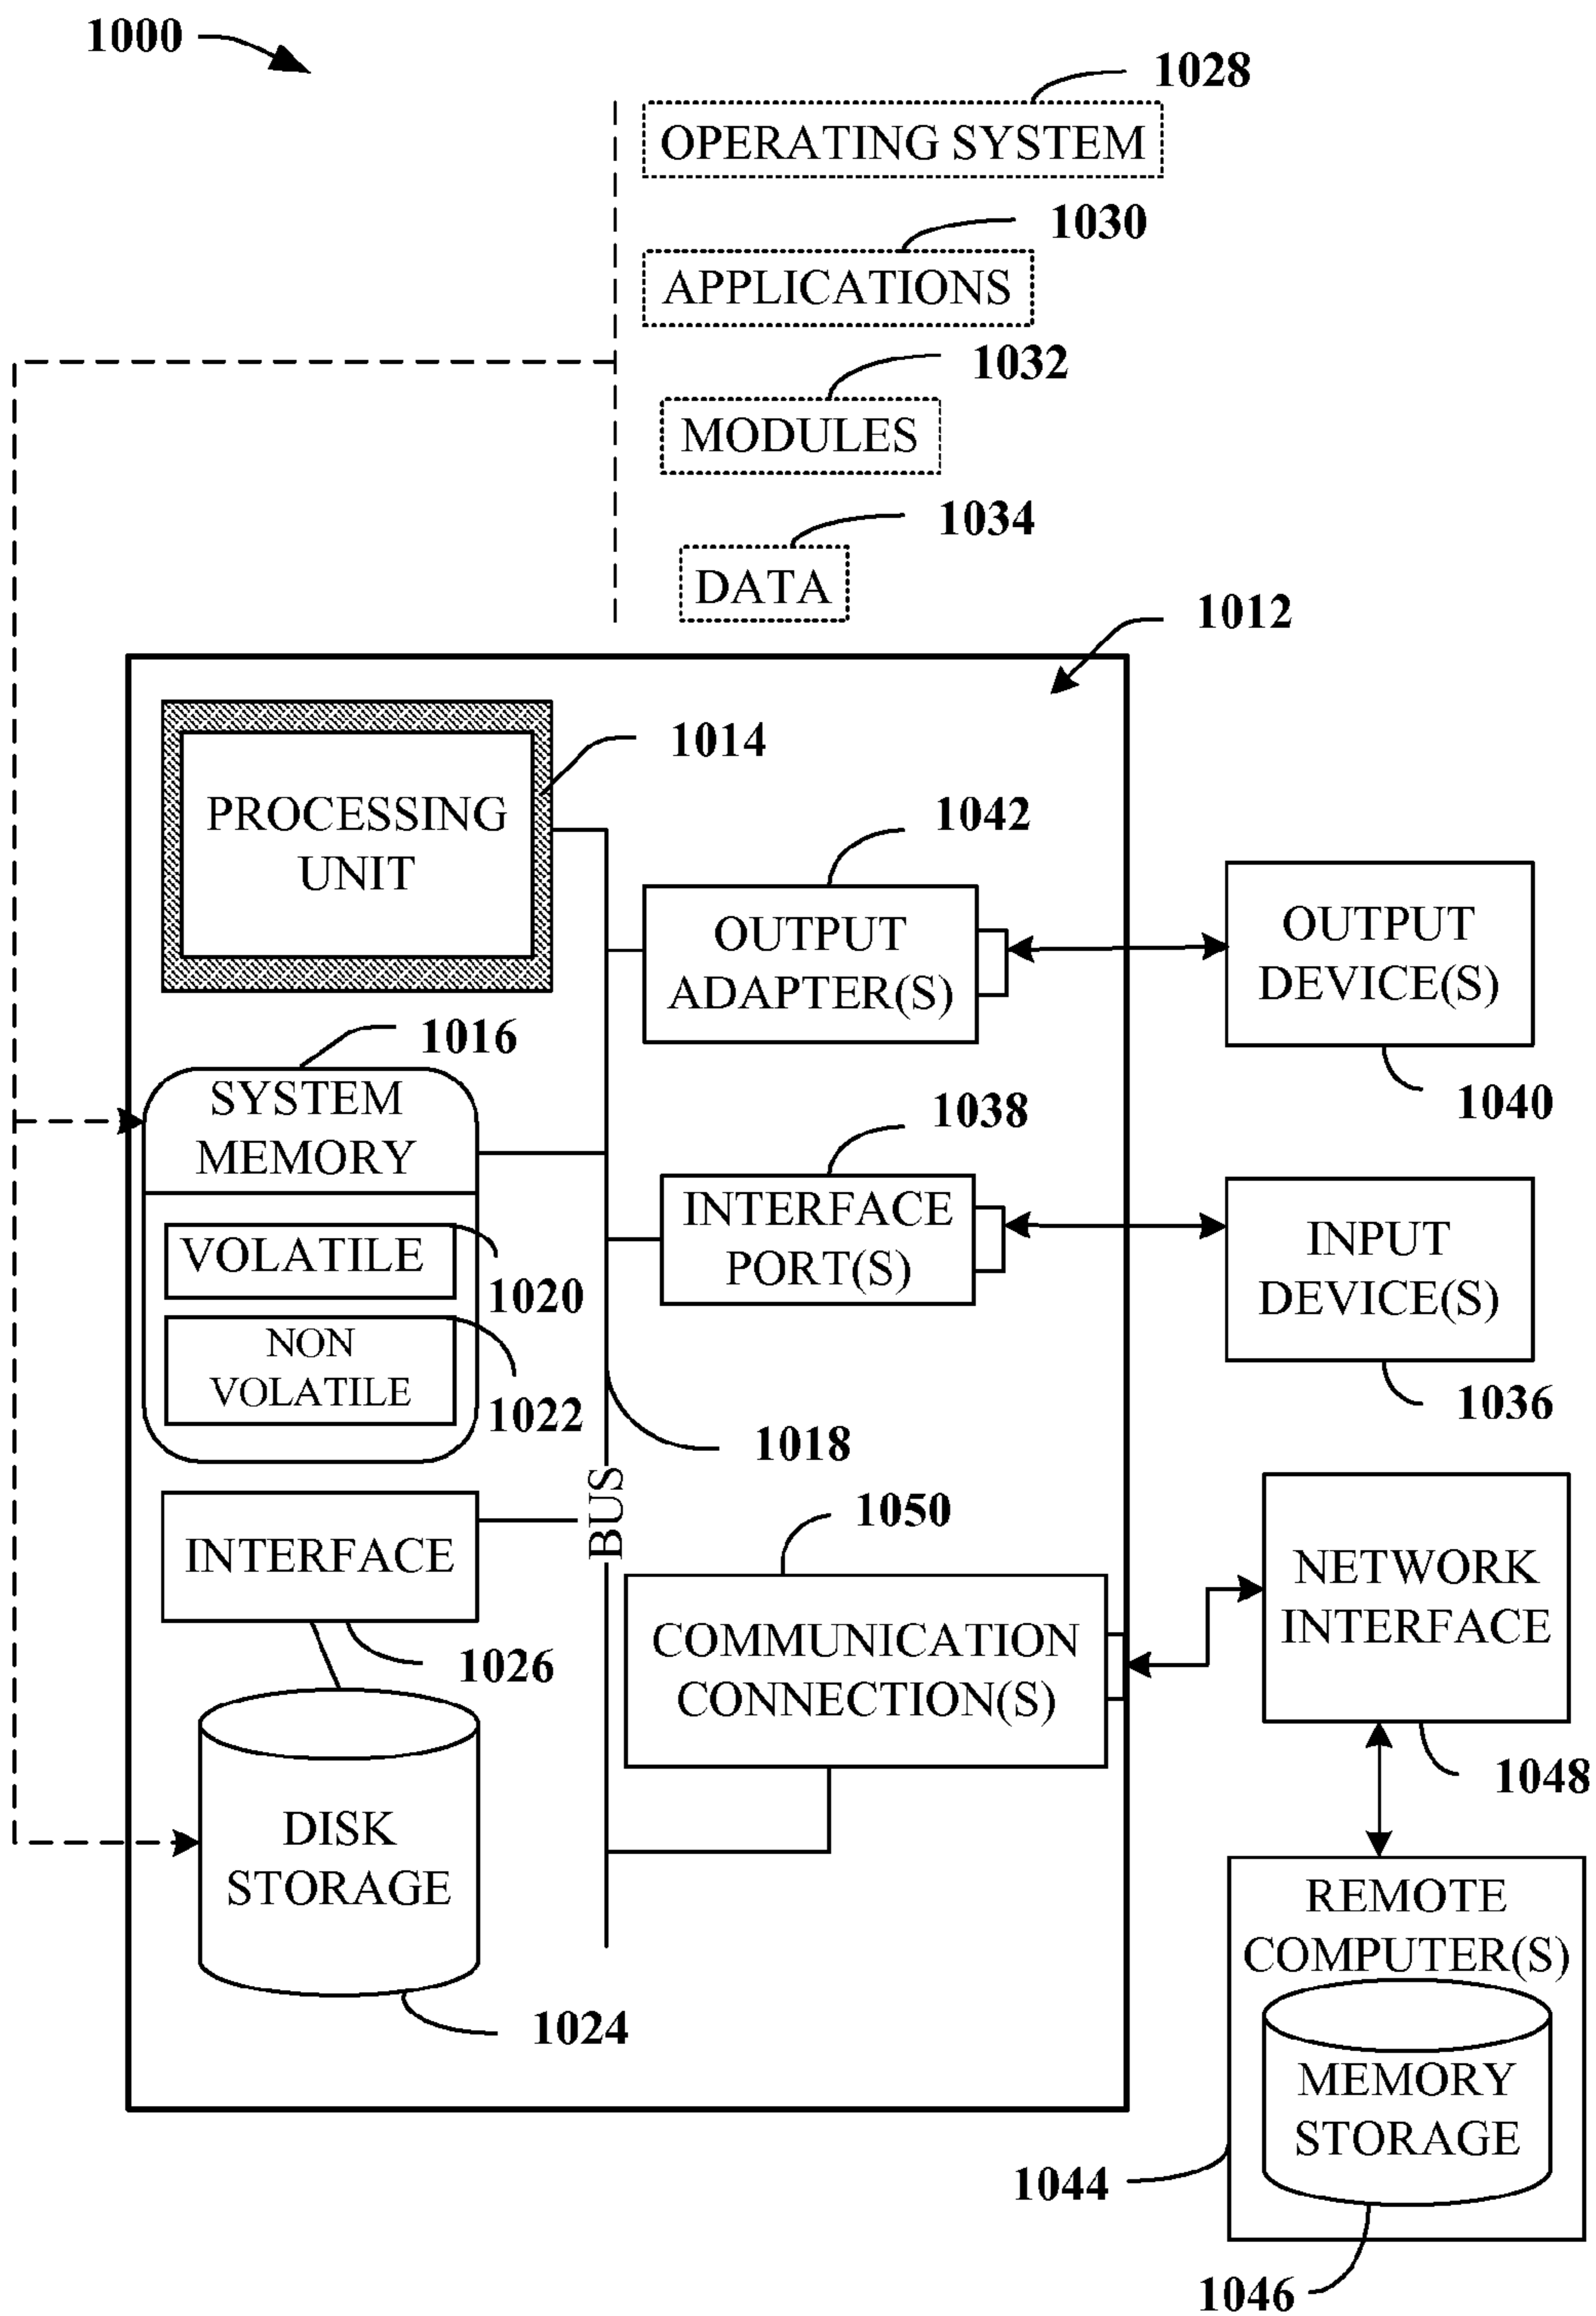 1000
1028
OPERATING SYSTEM
1030
APPLICATIONS
1032
MODULES
1034
DATA
1012
1014
PROCESSING
UNIT
1042
OUTPUT
ADAPTER(S)
OUTPUT
DEVICE(S)
1040
1016
SYSTEM
MEMORY
1038
INTERFACE
PORT(S)
INPUT
DEVICE(S)
1036
VOLATILE
1020
NON
VOLATILE
1022
1018
BUS
INTERFACE
1026
1050
COMMUNICATION
CONNECTION(S)
NETWORK
INTERFACE
1048
DISK
STORAGE
1024
REMOTE
COMPUTER(S)
MEMORY
STORAGE
1044
1046